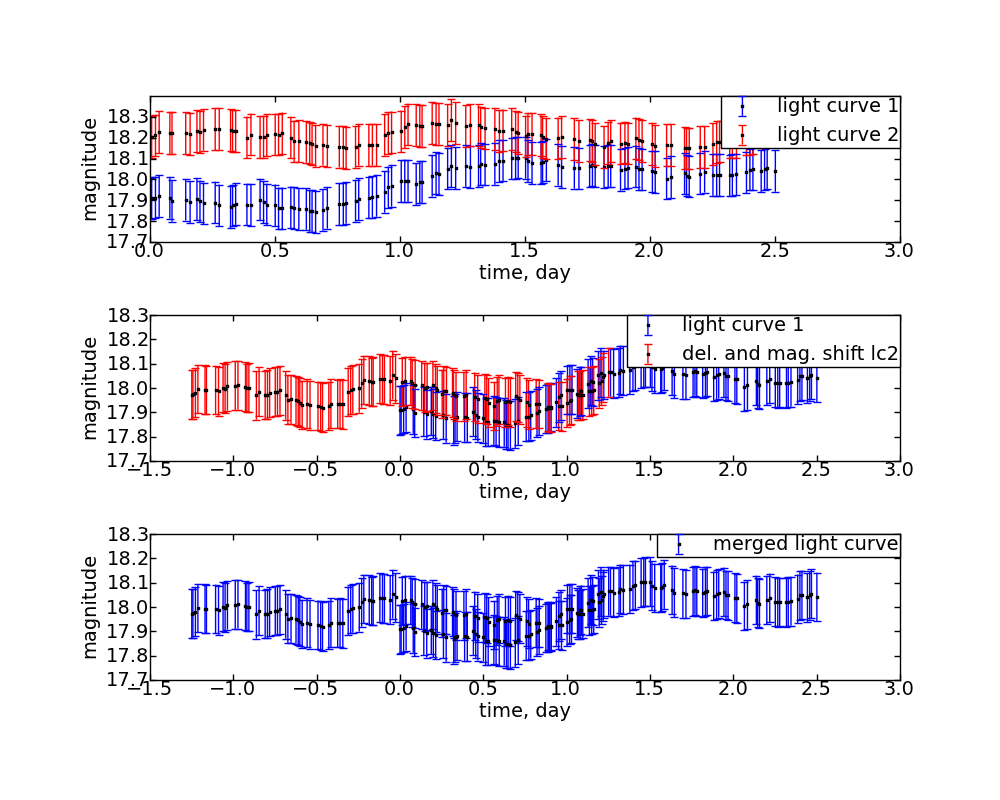 light curve 1
light curve 2
18.3
18.2
18.1
18.0
17.9
17.8
17.7
magnitude
0.0 0.5 1.0 1.5 2.0 2.5 3.0
time, day
light curve 1
del. and mag. shift lc2
18.3
18.2
18.1
18.0
17.9
17.8
17.7
magnitude
−1.5 −1.0 −0.5 0.0 0.5 1.0 1.5 2.0 2.5 3.0
time, day
merged light curve
18.3
18.2
18.1
18.0
17.9
17.8
17.7
magnitude
−1.5 −1.0 −0.5 0.0 0.5 1.0 1.5 2.0 2.5 3.0
time, day